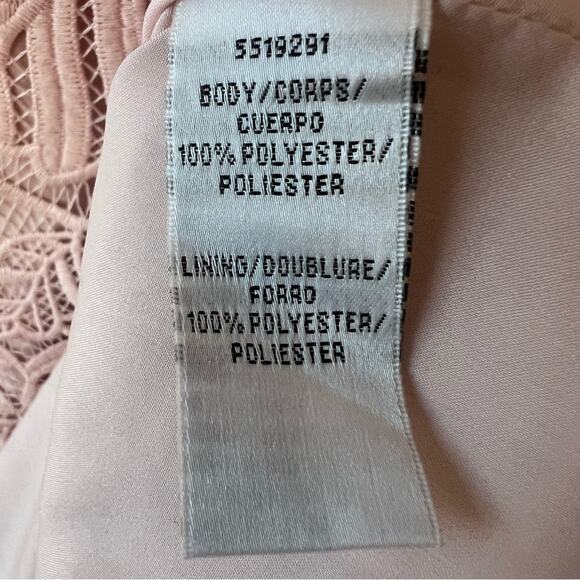 5519291
BODY/CORPS/
CUERPO
100% POLYESTER/
POLIESTER
LINING/DOUBLURE/
FORRO
100% POLYESTER/
POLIESTER